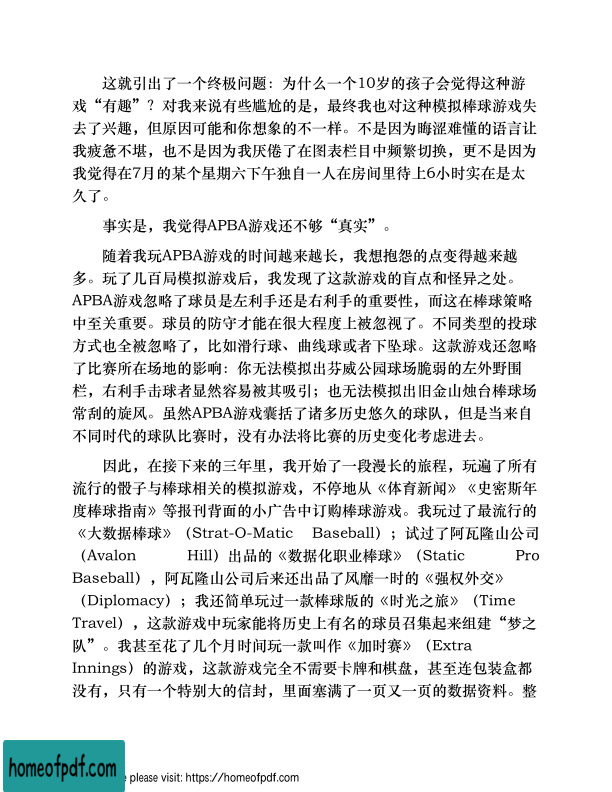 这就引出了一个终极问题：为什么一个10岁的孩子会觉得这种游
戏“有�”？对我来说有些尴尬的是，最终我也对这种模拟棒球游戏失
去了兴趣，但原因可能和你想象的不一样。不是因为晦涩难懂的语言让
我疲惫不堪，也不是因为我厌倦了在图表栏目中频繁切换，更不是因为
我觉得在7月的某个星期六下午独自一人在房间里待上6小时实在是太
久了。
事实是，我觉得APBA游戏还不够“真实”。
随着我玩APBA游戏的时间越来越长，我想抱怨的点变得越来越
多。玩了几百局模拟游戏后，我发现了这款游戏的盲点和怪异之处。
APBA游戏忽略了球员是左利手还是右利手的重要性，而这在棒球策略
中至关重要。球员的防守才能在很大程度上被忽视了。不同类型的投球
方式也全被忽略了，比如滑行球、曲线球或者下坠球。这款游戏还忽略
了比赛所在场地的影响：你无法模拟出芬威公园球场脆弱的左外野围
栏，右利手击球者显然容易被其吸引；也无法模拟出旧金山烛台棒球场
常刮的旋风。虽然APBA游戏囊括了诸多历史悠久的球队，但是当来自
不同时代的球队比赛时，没有办法将比赛的历史变化考虑进去。
因此，在接下来的三年里，我开始了一段漫长的旅程，玩遍了所有
流行的骰子与棒球相关的模拟游戏，不停地从《体育新闻》《史密斯年
度棒球指南》等报刊背面的小广告中订购棒球游戏。我玩过了最流行的
《大数据棒球》（Strat-O-Matic Baseball）；试过了阿瓦隆山公司
（Avalon Hill）出品的《数据化职业棒球》（Static Pro
Baseball），阿瓦隆山公司后来还出品了风靡一时的《强权外交》
（Diplomacy）；我还简单玩过一款棒球版的《时光之旅》（Time
Travel），这款游戏中玩家能将历史上有名的球员召集起来组建“梦之
队”。我甚至花了几个月时间玩一款叫作《加时赛》（Extra
Innings）的游戏，这款游戏完全不需要卡牌和棋盘，甚至连包装盒都
没有，只有一个特别大的信封，里面塞满了一页又一页的数据资料。整
homeofpdf.com
e please visit: https://homeofpdf.com